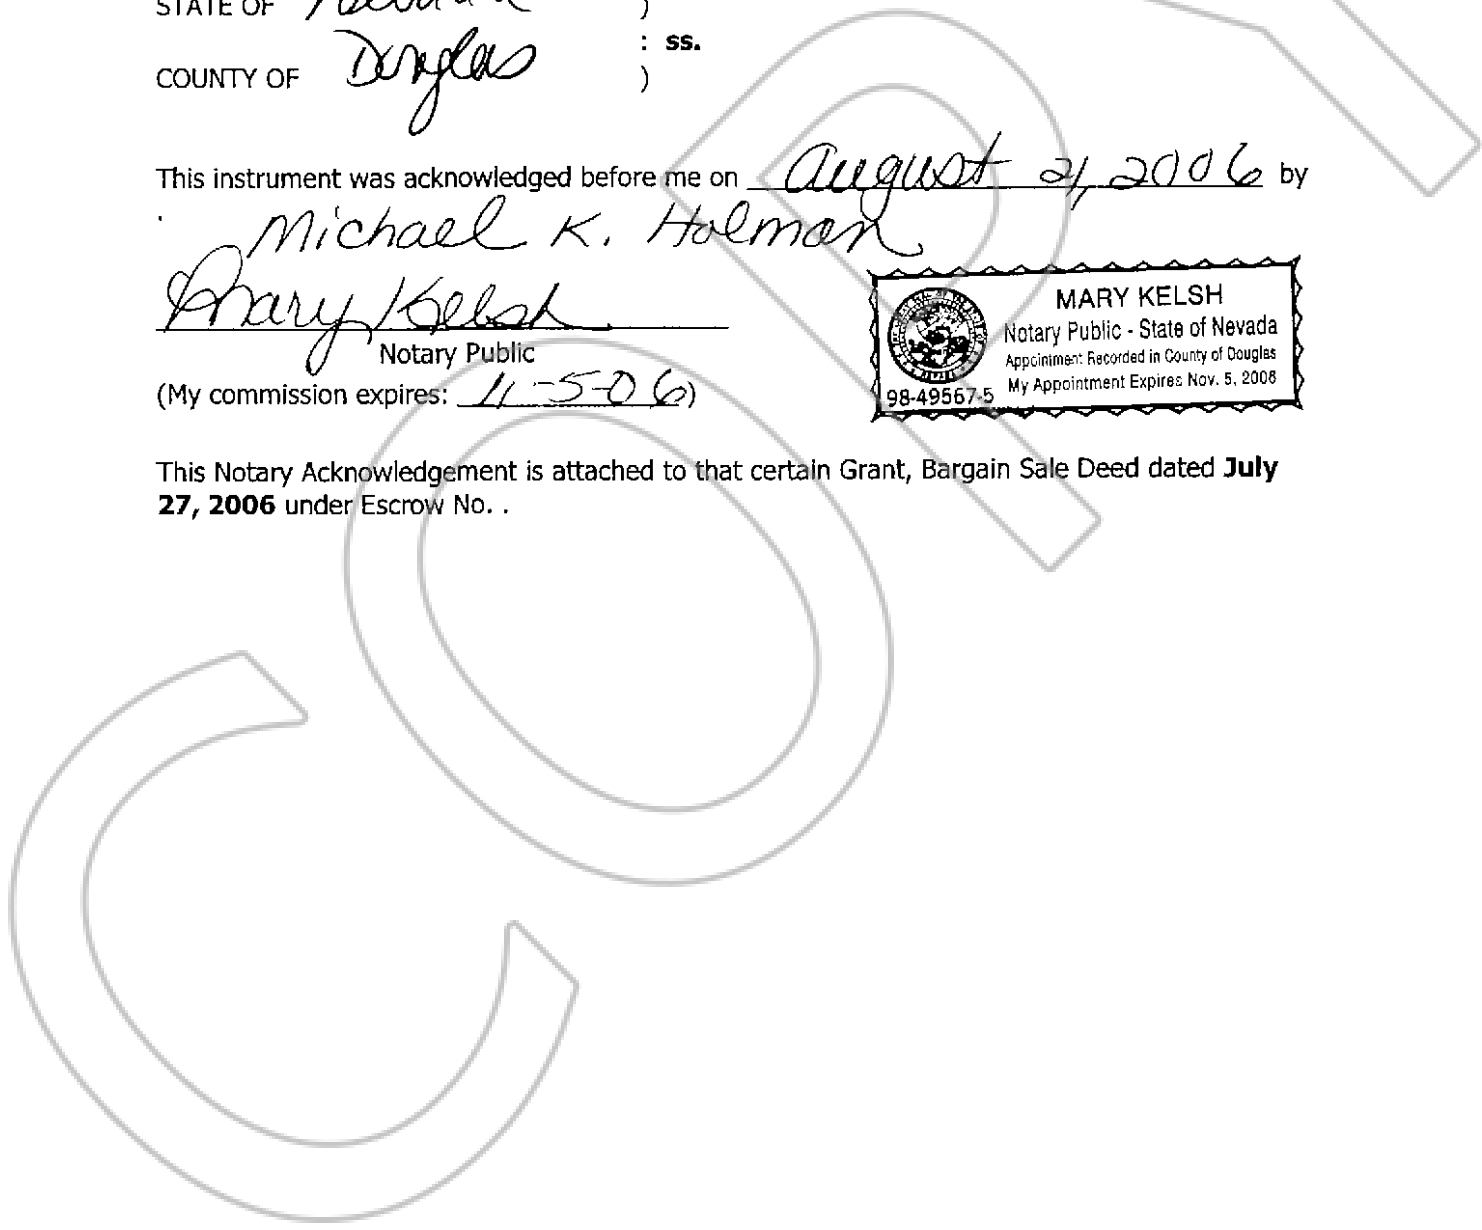 STATE OF Nevada )
: ss.
COUNTY OF Douglas )
This instrument was acknowledged before me on August 21, 2006 by
Michael K. Holman
Mary Kelsh
Notary Public
(My commission expires: 11-5-06)
MARY KELSH
Notary Public - State of Nevada
Appointment Recorded in County of Douglas
My Appointment Expires Nov. 5, 2006
98-49567-5
This Notary Acknowledgement is attached to that certain Grant, Bargain Sale Deed dated July
27, 2006 under Escrow No. .
COPY